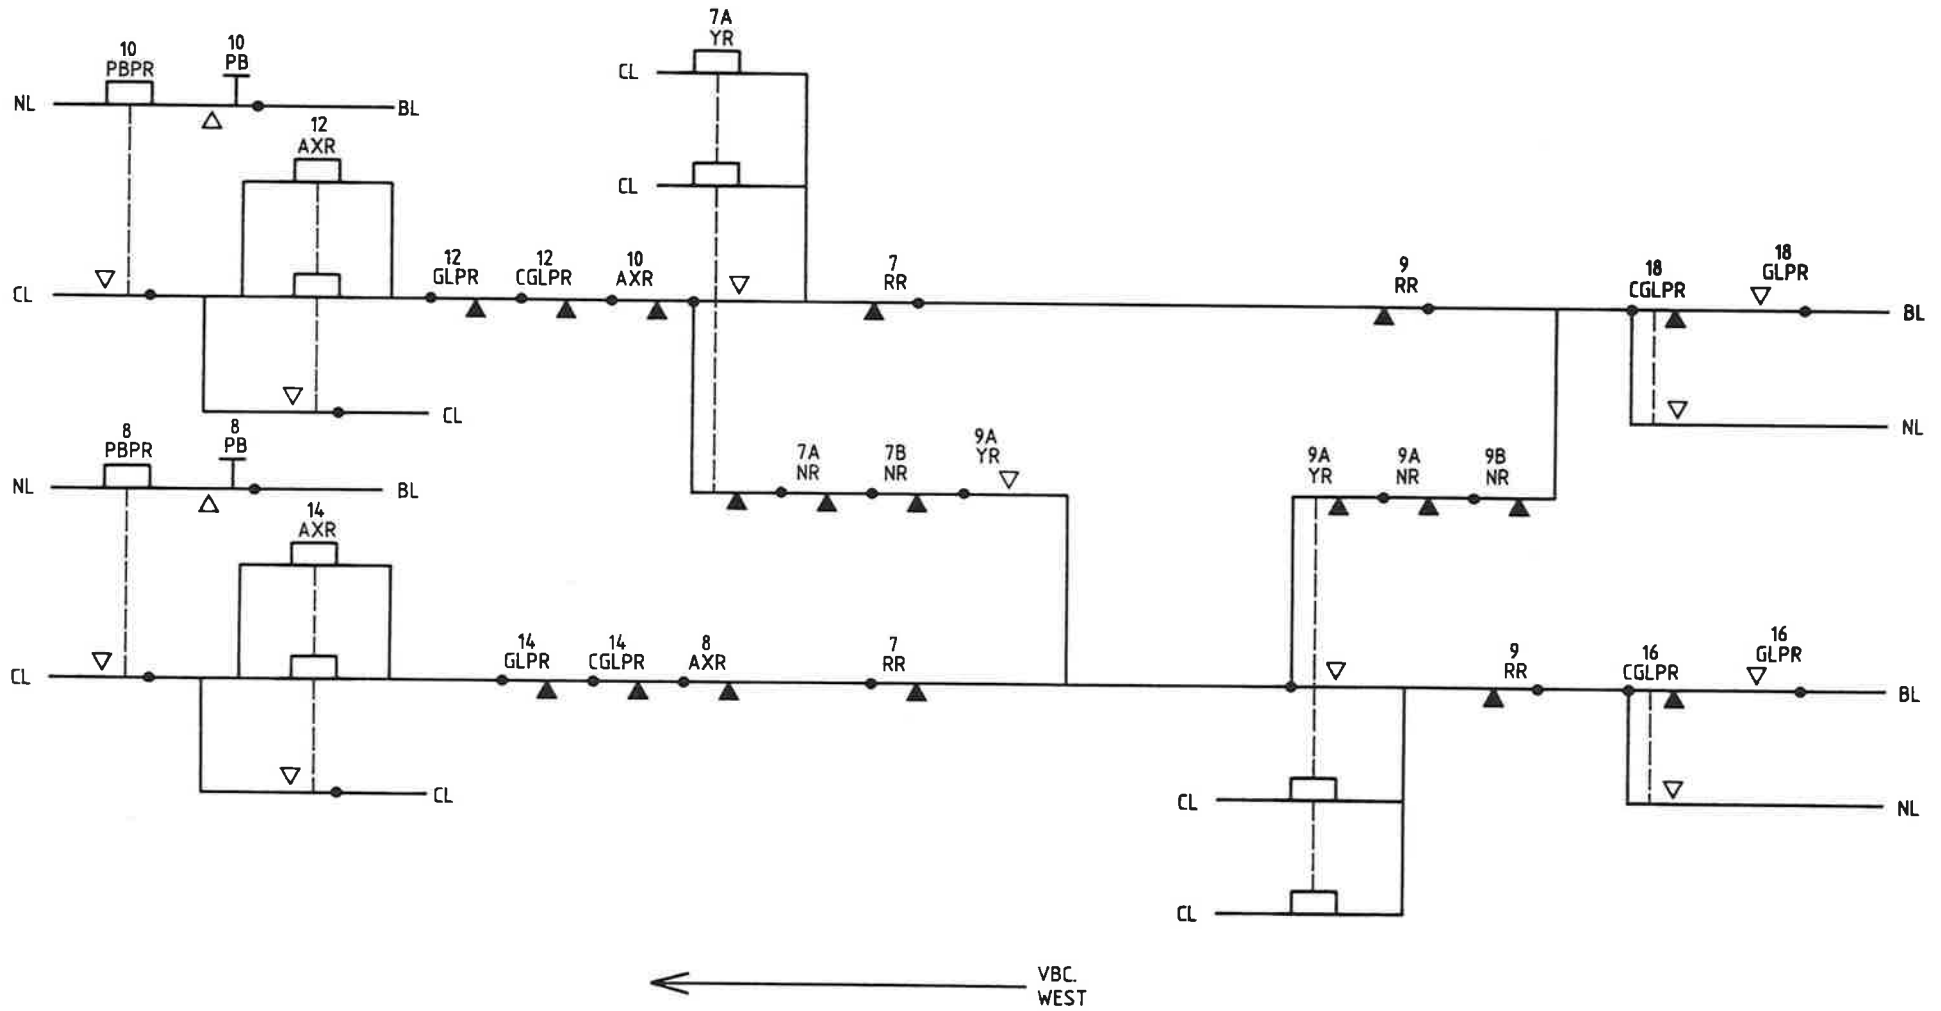 7A
YR
10
PBPR
10
PB
CL
NL
BL
12
AXR
CL
12
GLPR
12
CGLPR
10
AXR
7
RR
9
RR
18
CGLPR
18
GLPR
CL
BL
CL
NL
8
PBPR
8
PB
7A
NR
7B
NR
9A
YR
9A
YR
9A
NR
9B
NR
NL
BL
14
AXR
14
GLPR
14
CGLPR
8
AXR
7
RR
9
RR
16
CGLPR
16
GLPR
CL
BL
CL
CL
NL
CL
VBC.
WEST